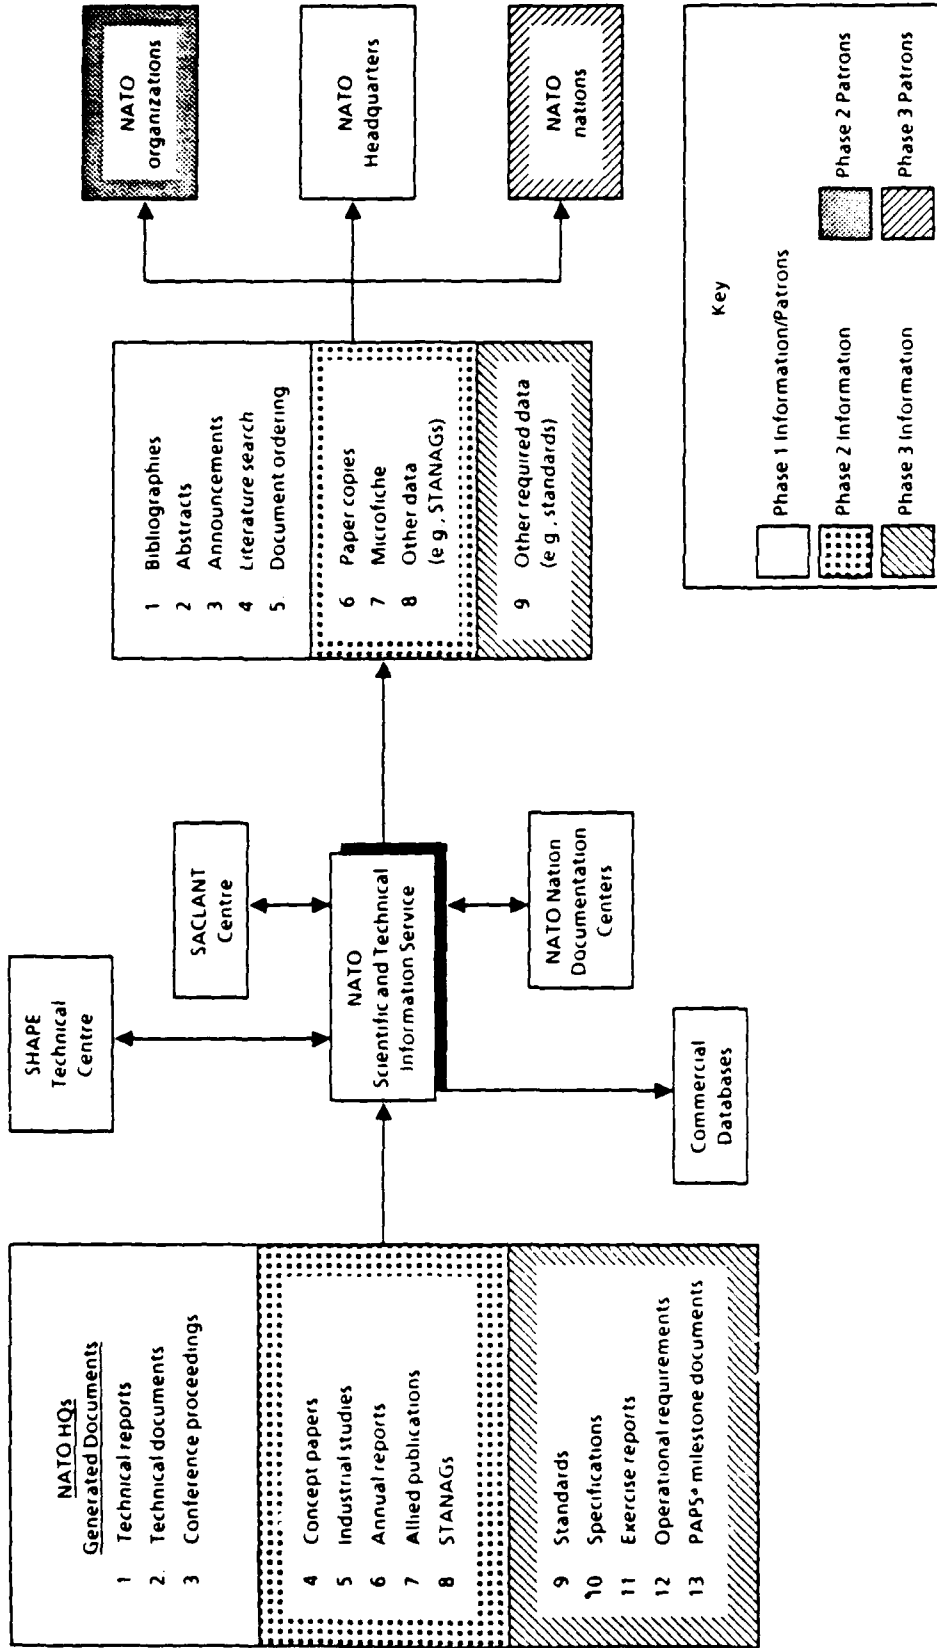 NATO HQs
Generated Documents
1 Technical reports
2. Technical documents
3 Conference proceedings
4 Concept papers
5 Industrial studies
6 Annual reports
7 Allied publications
8 STANAGs
9 Standards
10 Specifications
11 Exercise reports
12 Operational requirements
13 PAPS* milestone documents
SHAPE
Technical
Centre
SACLANT
Centre
NATO
Scientific and Technical
Information Service
NATO Nation
Documentation
Centers
Commercial
Databases
1 Bibliographies
2 Abstracts
3 Announcements
4 Literature search
5. Document ordering
6 Paper copies
7 Microfiche
8 Other data
(e g., STANAGs)
9 Other required data
(e g., standards)
NATO
organizations
NATO
Headquarters
NATO
nations
Key
Phase 1 Information/Patrons
Phase 2 Information
Phase 2 Patrons
Phase 3 Information
Phase 3 Patrons